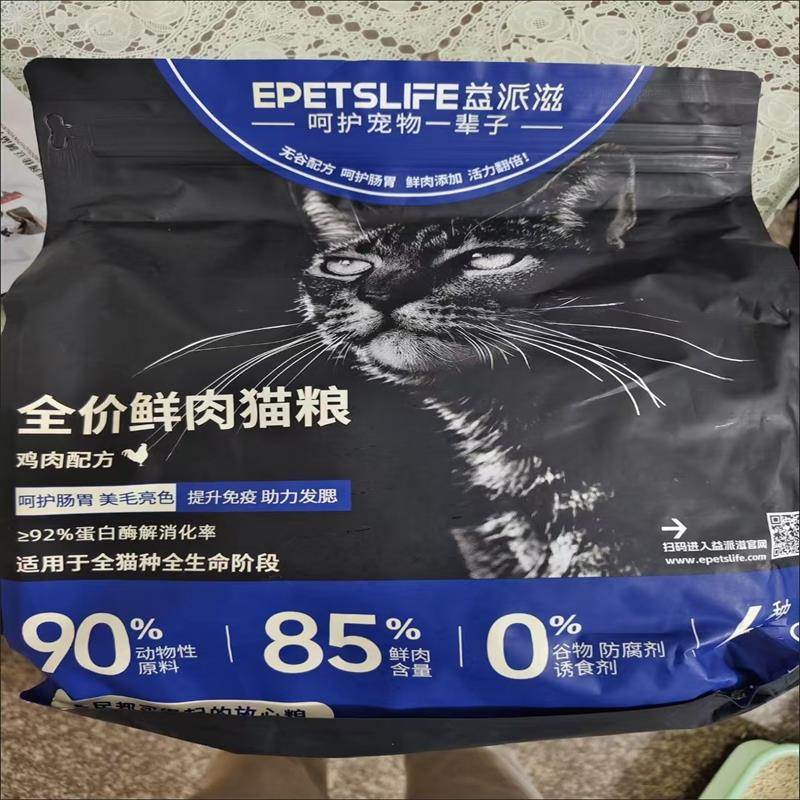 EPETSLIFE益派滋
呵护宠物一辈子
无谷配方 呵护肠胃 鲜肉添加 活力翻倍!
全价鲜肉猫粮
鸡肉配方
呵护肠胃 美毛亮色 提升免疫 助力发腮
≥92%蛋白酶解消化率
适用于全猫种全生命阶段
扫码进入益派滋官网
www.epetslife.com
90% 动物性原料
85% 鲜肉含量
0% 谷物 防腐剂 诱食剂
种
的放心粮